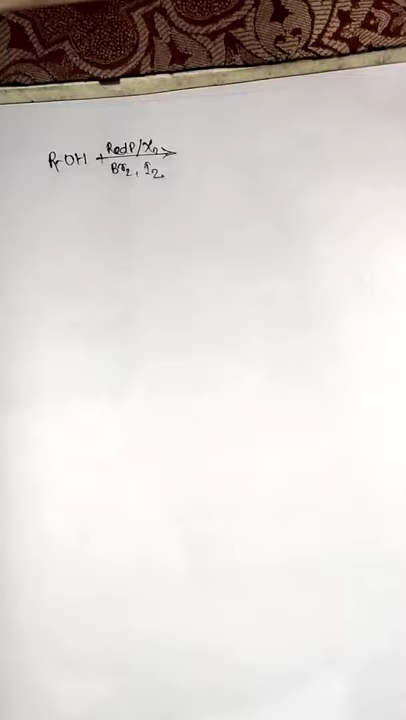 R-OH + Red P/X2
Br2, I2.